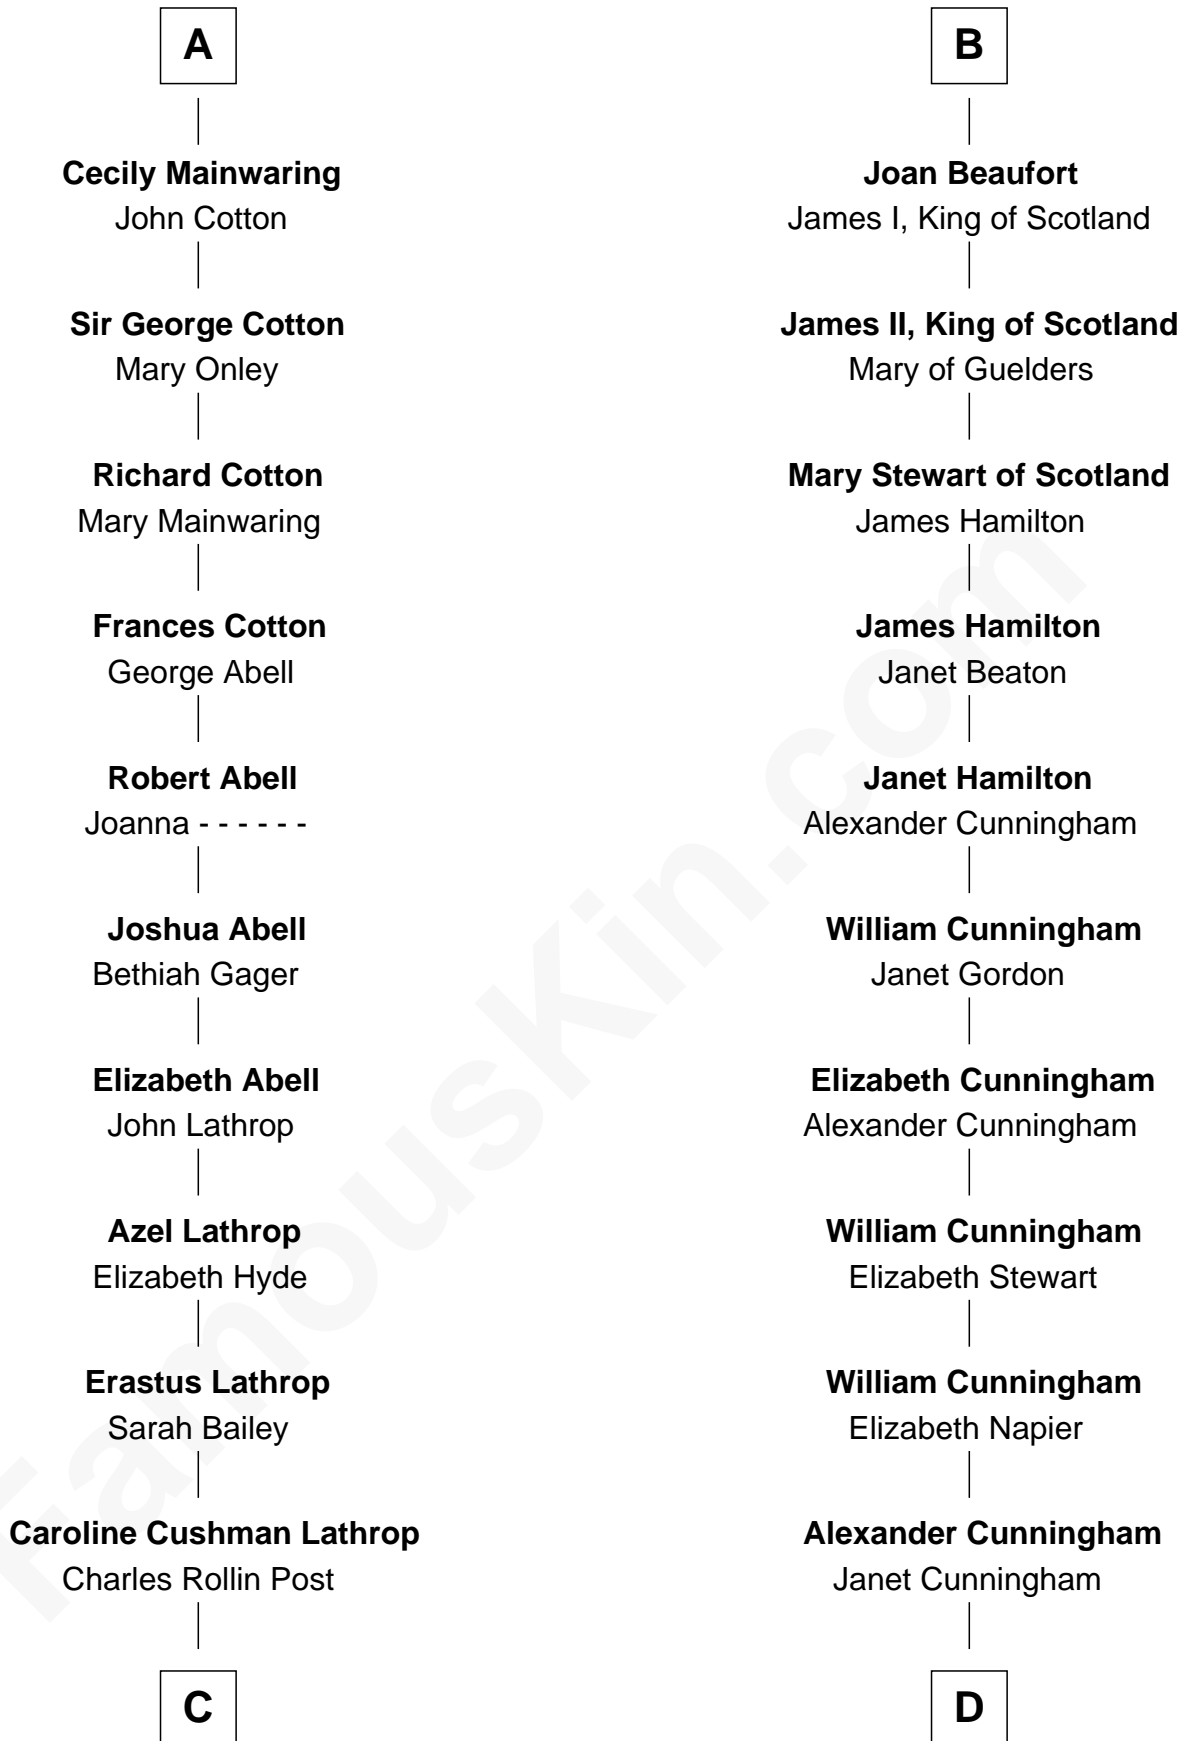 A
Cecily Mainwaring
John Cotton
Sir George Cotton
Mary Onley
Richard Cotton
Mary Mainwaring
Frances Cotton
George Abell
Robert Abell
Joanna - - - - - -
Joshua Abell
Bethiah Gager
Elizabeth Abell
John Lathrop
Azel Lathrop
Elizabeth Hyde
Erastus Lathrop
Sarah Bailey
Caroline Cushman Lathrop
Charles Rollin Post
C
B
Joan Beaufort
James I, King of Scotland
James II, King of Scotland
Mary of Guelders
Mary Stewart of Scotland
James Hamilton
James Hamilton
Janet Beaton
Janet Hamilton
Alexander Cunningham
William Cunningham
Janet Gordon
Elizabeth Cunningham
Alexander Cunningham
William Cunningham
Elizabeth Stewart
William Cunningham
Elizabeth Napier
Alexander Cunningham
Janet Cunningham
D
FamousKin.com